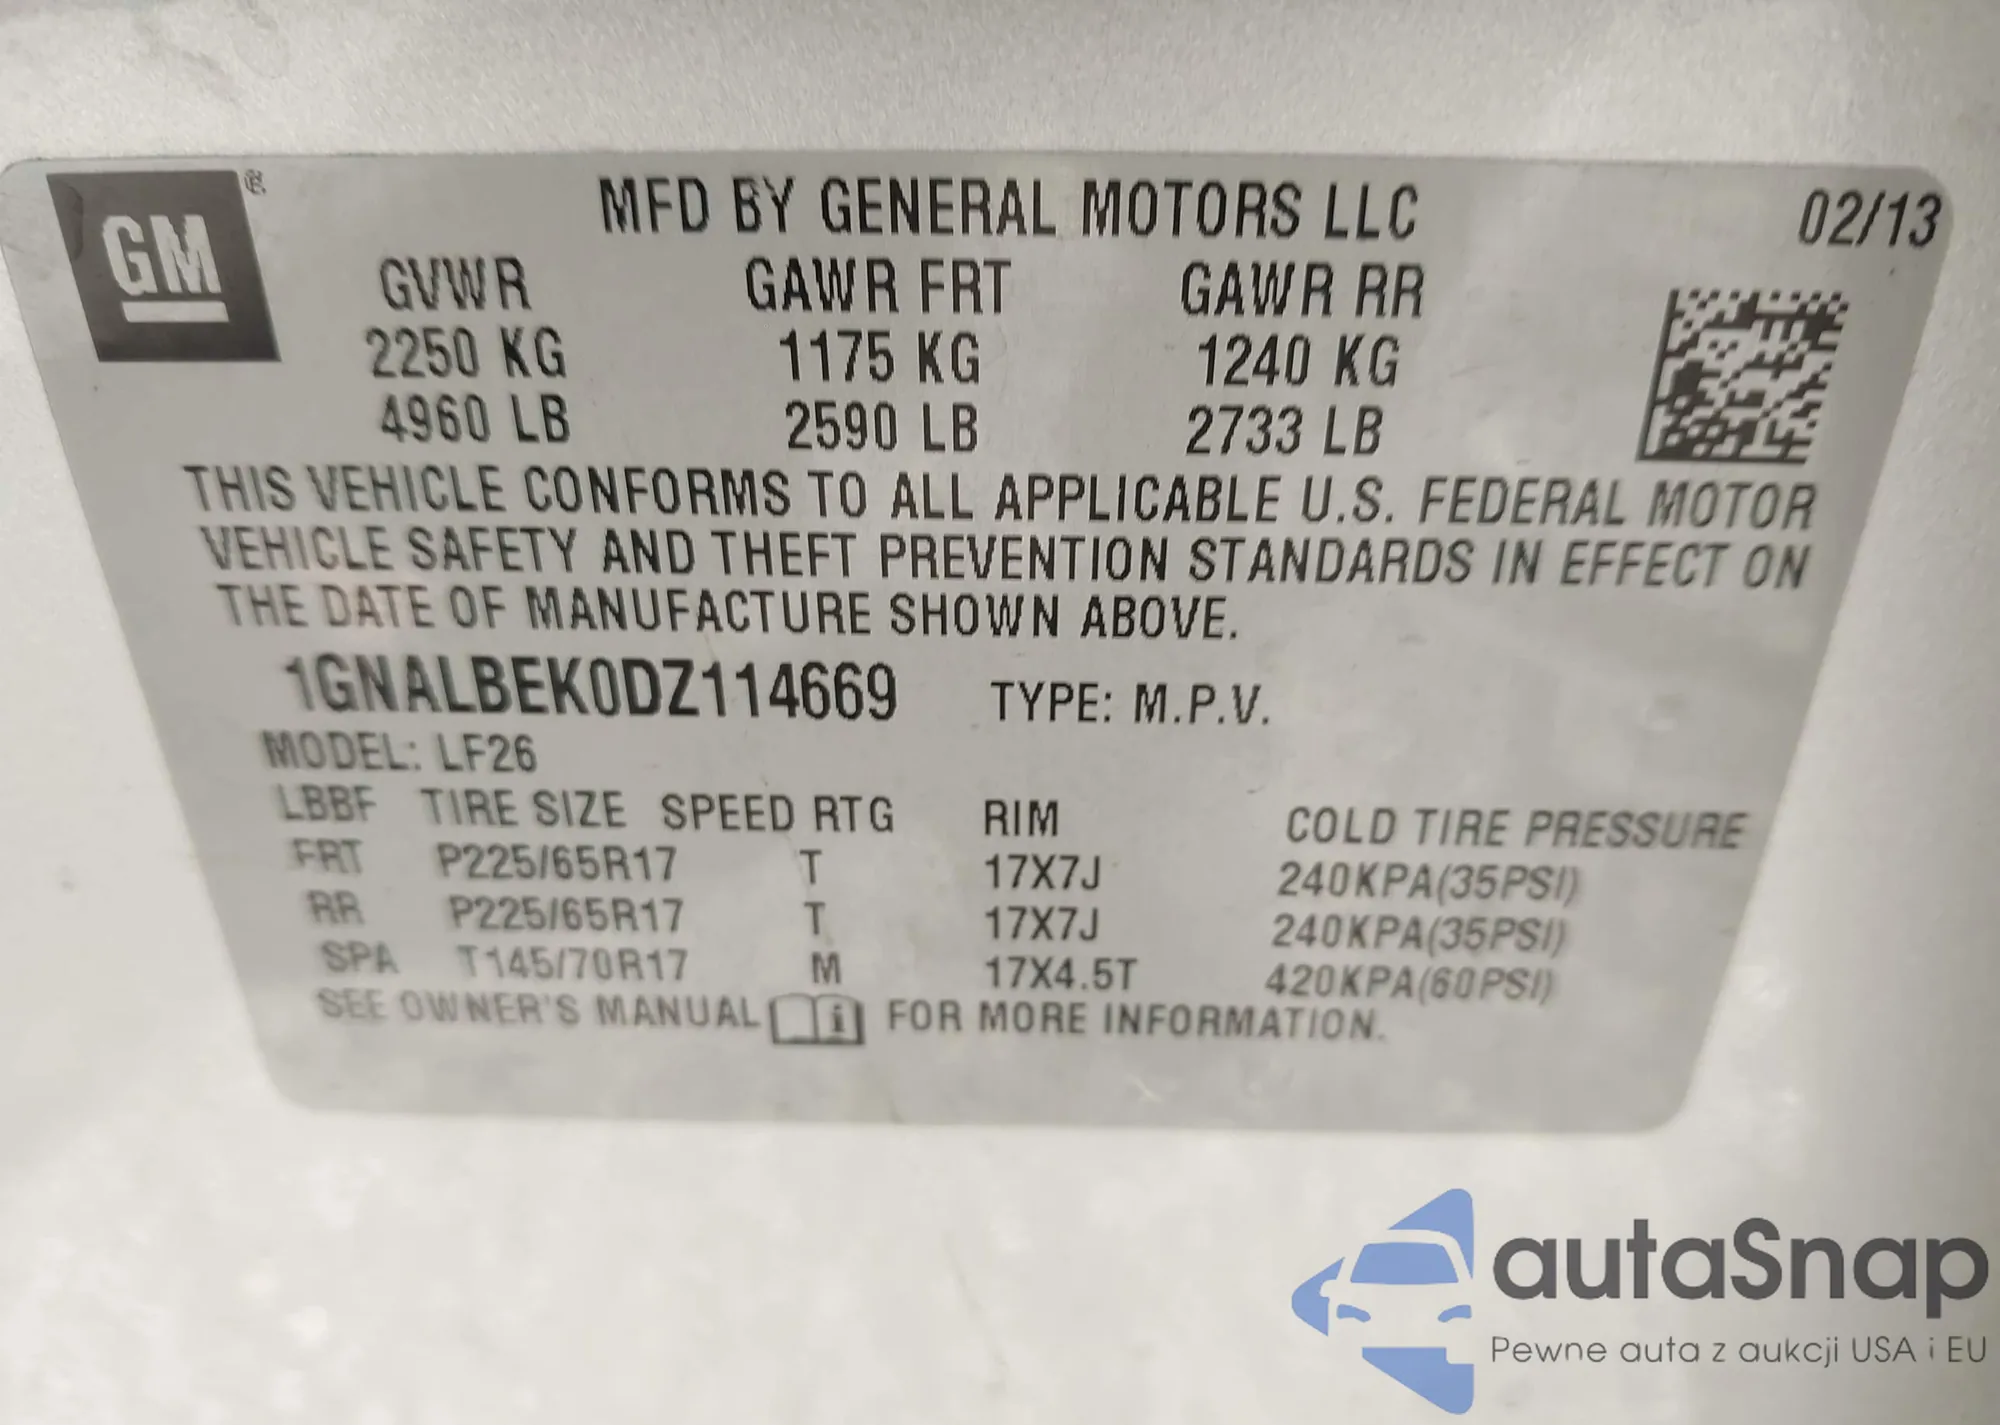 GM ®
MFD BY GENERAL MOTORS LLC 02/13
GVWR GAWR FRT GAWR RR
2250 KG 1175 KG 1240 KG
4960 LB 2590 LB 2733 LB
THIS VEHICLE CONFORMS TO ALL APPLICABLE U.S. FEDERAL MOTOR
VEHICLE SAFETY AND THEFT PREVENTION STANDARDS IN EFFECT ON
THE DATE OF MANUFACTURE SHOWN ABOVE.
1GNALBEK0DZ114669 TYPE: M.P.V.
MODEL: LF26
LBBF TIRE SIZE SPEED RTG RIM COLD TIRE PRESSURE
FRT P225/65R17 T 17X7J 240KPA(35PSI)
RR P225/65R17 T 17X7J 240KPA(35PSI)
SPA T145/70R17 M 17X4.5T 420KPA(60PSI)
SEE OWNER'S MANUAL i FOR MORE INFORMATION.
autaSnap
Pewne auta z aukcji USA i EU